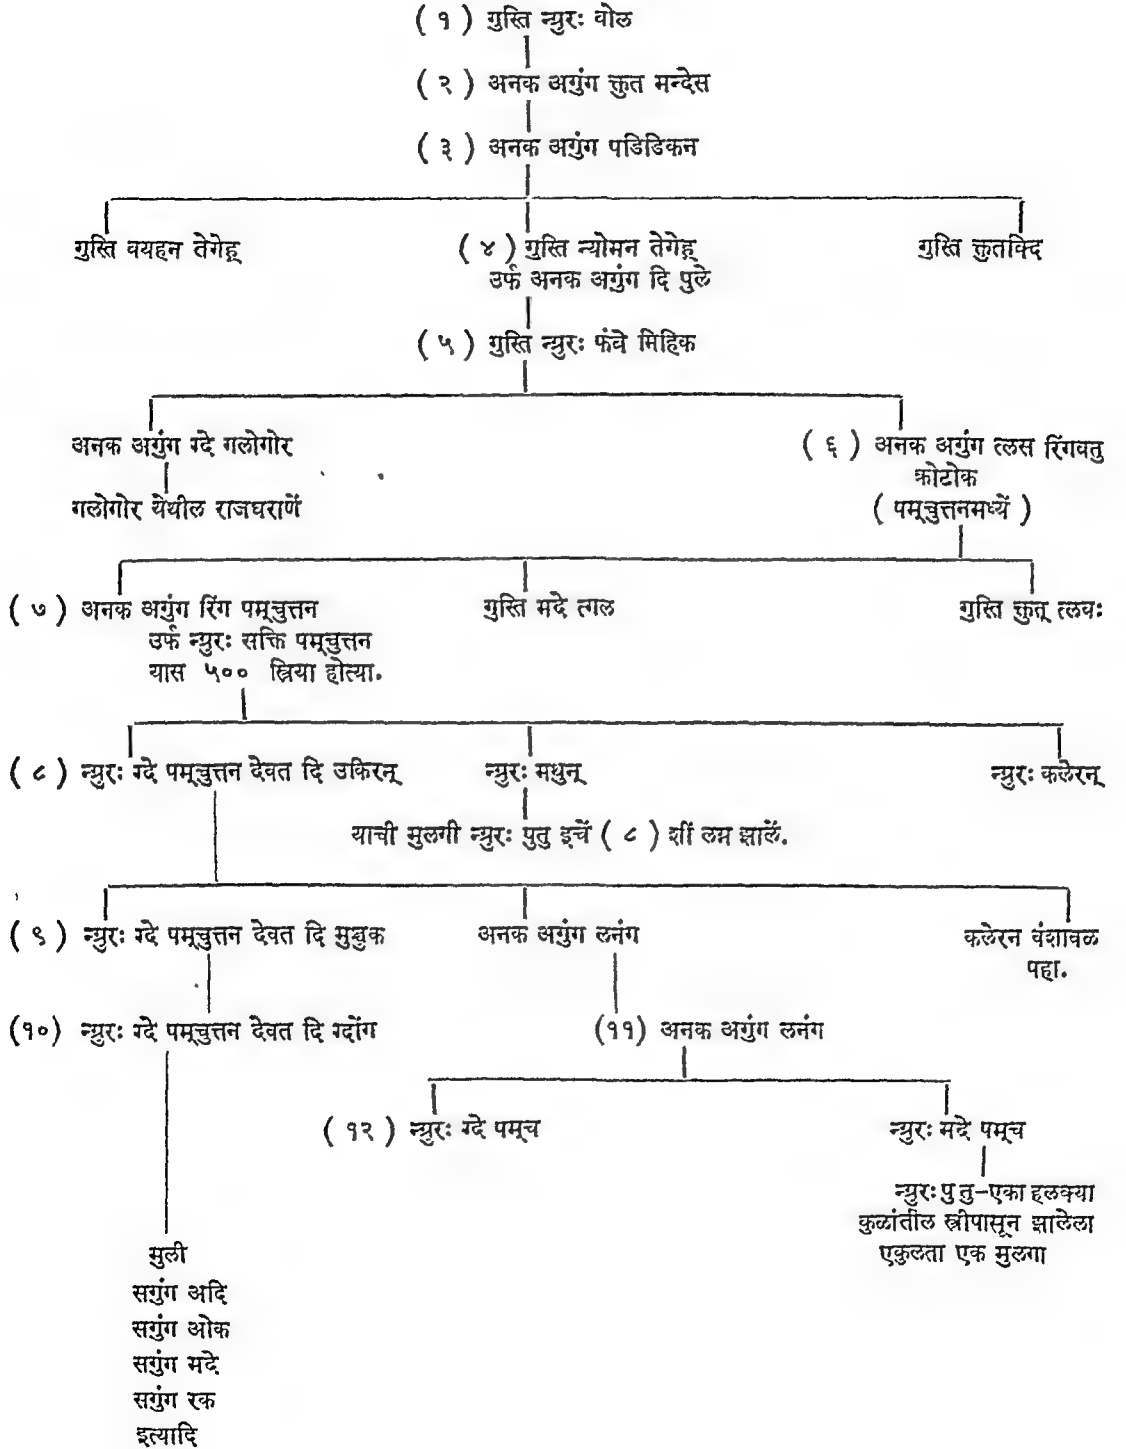 ( १ ) गुस्ति न्ग्रुरः वोल
( २ ) अनक अगुंग क्तुत मन्देस
( ३ ) अनक अगुंग पडिडिकन
गुस्ति वयहन तेगेह्
( ४ ) गुस्ति न्योमन तेगेह्
उर्फ अनक अगुंग दि पुले
गुस्ति क्तुतक्दि
( ५ ) गुस्ति न्ग्रुरः फंवे मिहिक
अनक अगुंग ग्दे गलोगोर
गलोगोर येथील राजघराणें
( ६ ) अनक अगुंग त्लस रिंगवतु
क्रोटोक
( पमूचुत्तनमध्यें )
( ७ ) अनक अगुंग रिंग पमूचुत्तन
उर्फ न्ग्रुरः सक्ति पमूचुत्तन
यास ५०० स्त्रिया होत्या.
गुस्ति मदे त्गल
गुस्ति क्तुत् त्लवः
( ८ ) न्ग्रुरः ग्दे पमूचुत्तन देवत दि उकिरन्
न्ग्रुरः मथुन्
न्ग्रुरः कलेरन्
याची मुलगी न्ग्रुरः पुतु इचें ( ८ ) शीं लग्न झालें.
( ९ ) न्ग्रुरः ग्दे पमूचुत्तन देवत दि मुञ्चुक
अनक अगुंग लनंग
कलेरन वंशावळ
पहा.
(१०) न्ग्रुरः ग्दे पमूचुत्तन देवत दि ग्दोंग
(११) अनक अगुंग लनंग
( १२ ) न्ग्रुरः ग्दे पमूच
न्ग्रुरः मदे पमूच
न्ग्रुरः पुतु-एका हलक्या
कुळांतील स्त्रीपासून झालेला
एकुलता एक मुलगा
मुली
सगुंग अदि
सगुंग ओक
सगुंग मदे
सगुंग रक
इत्यादि